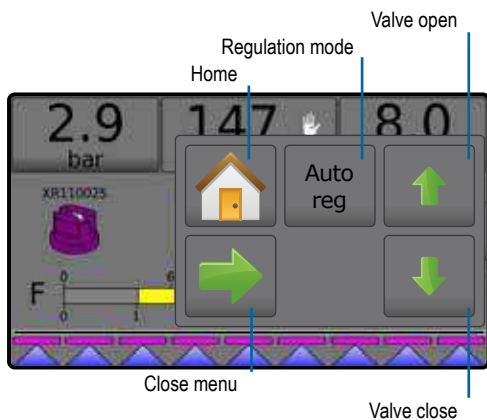 Valve open
Regulation mode
Home
2.9
147
8.0
bar
Auto
reg
XR110025
0
6
F
0
1
Close menu
Valve close